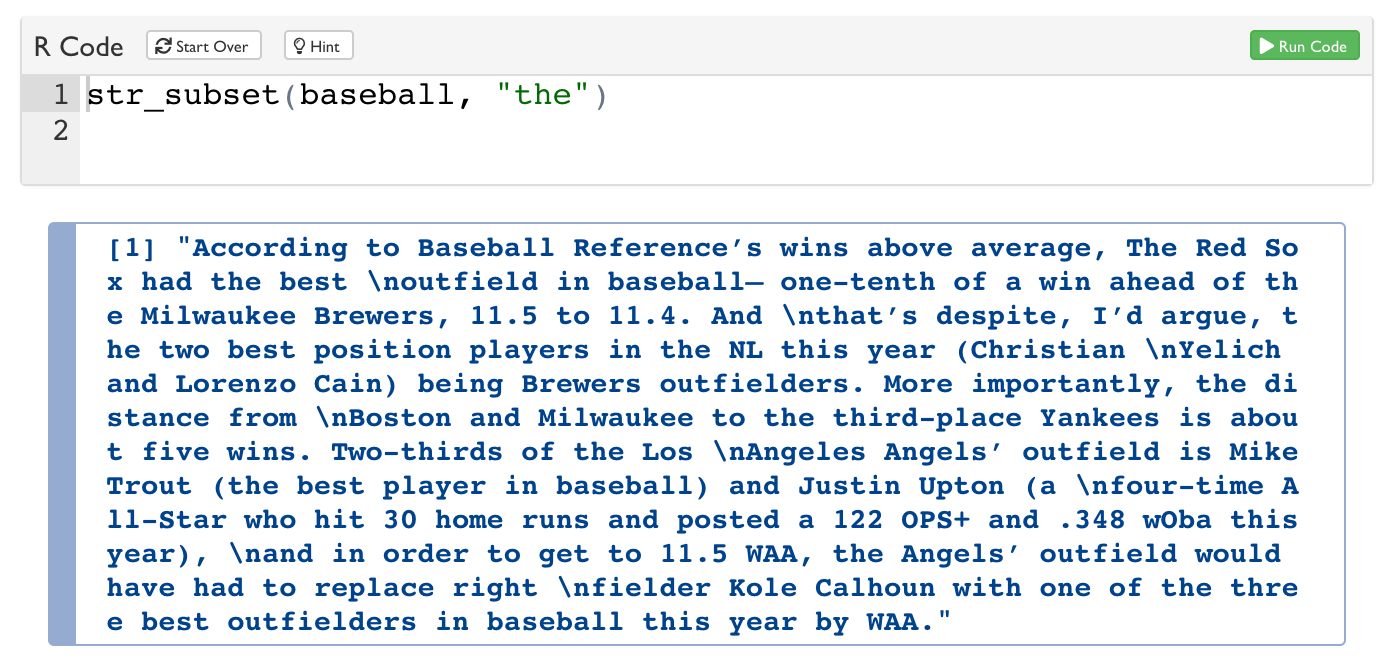 R Code Start Over Hint Run Code
1 str_subset(baseball, "the")
2
[1] "According to Baseball Reference’s wins above average, The Red So
x had the best \noutfield in baseball— one-tenth of a win ahead of th
e Milwaukee Brewers, 11.5 to 11.4. And \nthat’s despite, I’d argue, t
he two best position players in the NL this year (Christian \nYelich
and Lorenzo Cain) being Brewers outfielders. More importantly, the di
stance from \nBoston and Milwaukee to the third-place Yankees is abou
t five wins. Two-thirds of the Los \nAngeles Angels’ outfield is Mike
Trout (the best player in baseball) and Justin Upton (a \nfour-time A
ll-Star who hit 30 home runs and posted a 122 OPS+ and .348 wOba this
year), \nand in order to get to 11.5 WAA, the Angels’ outfield would
have had to replace right \nfielder Kole Calhoun with one of the thre
e best outfielders in baseball this year by WAA."